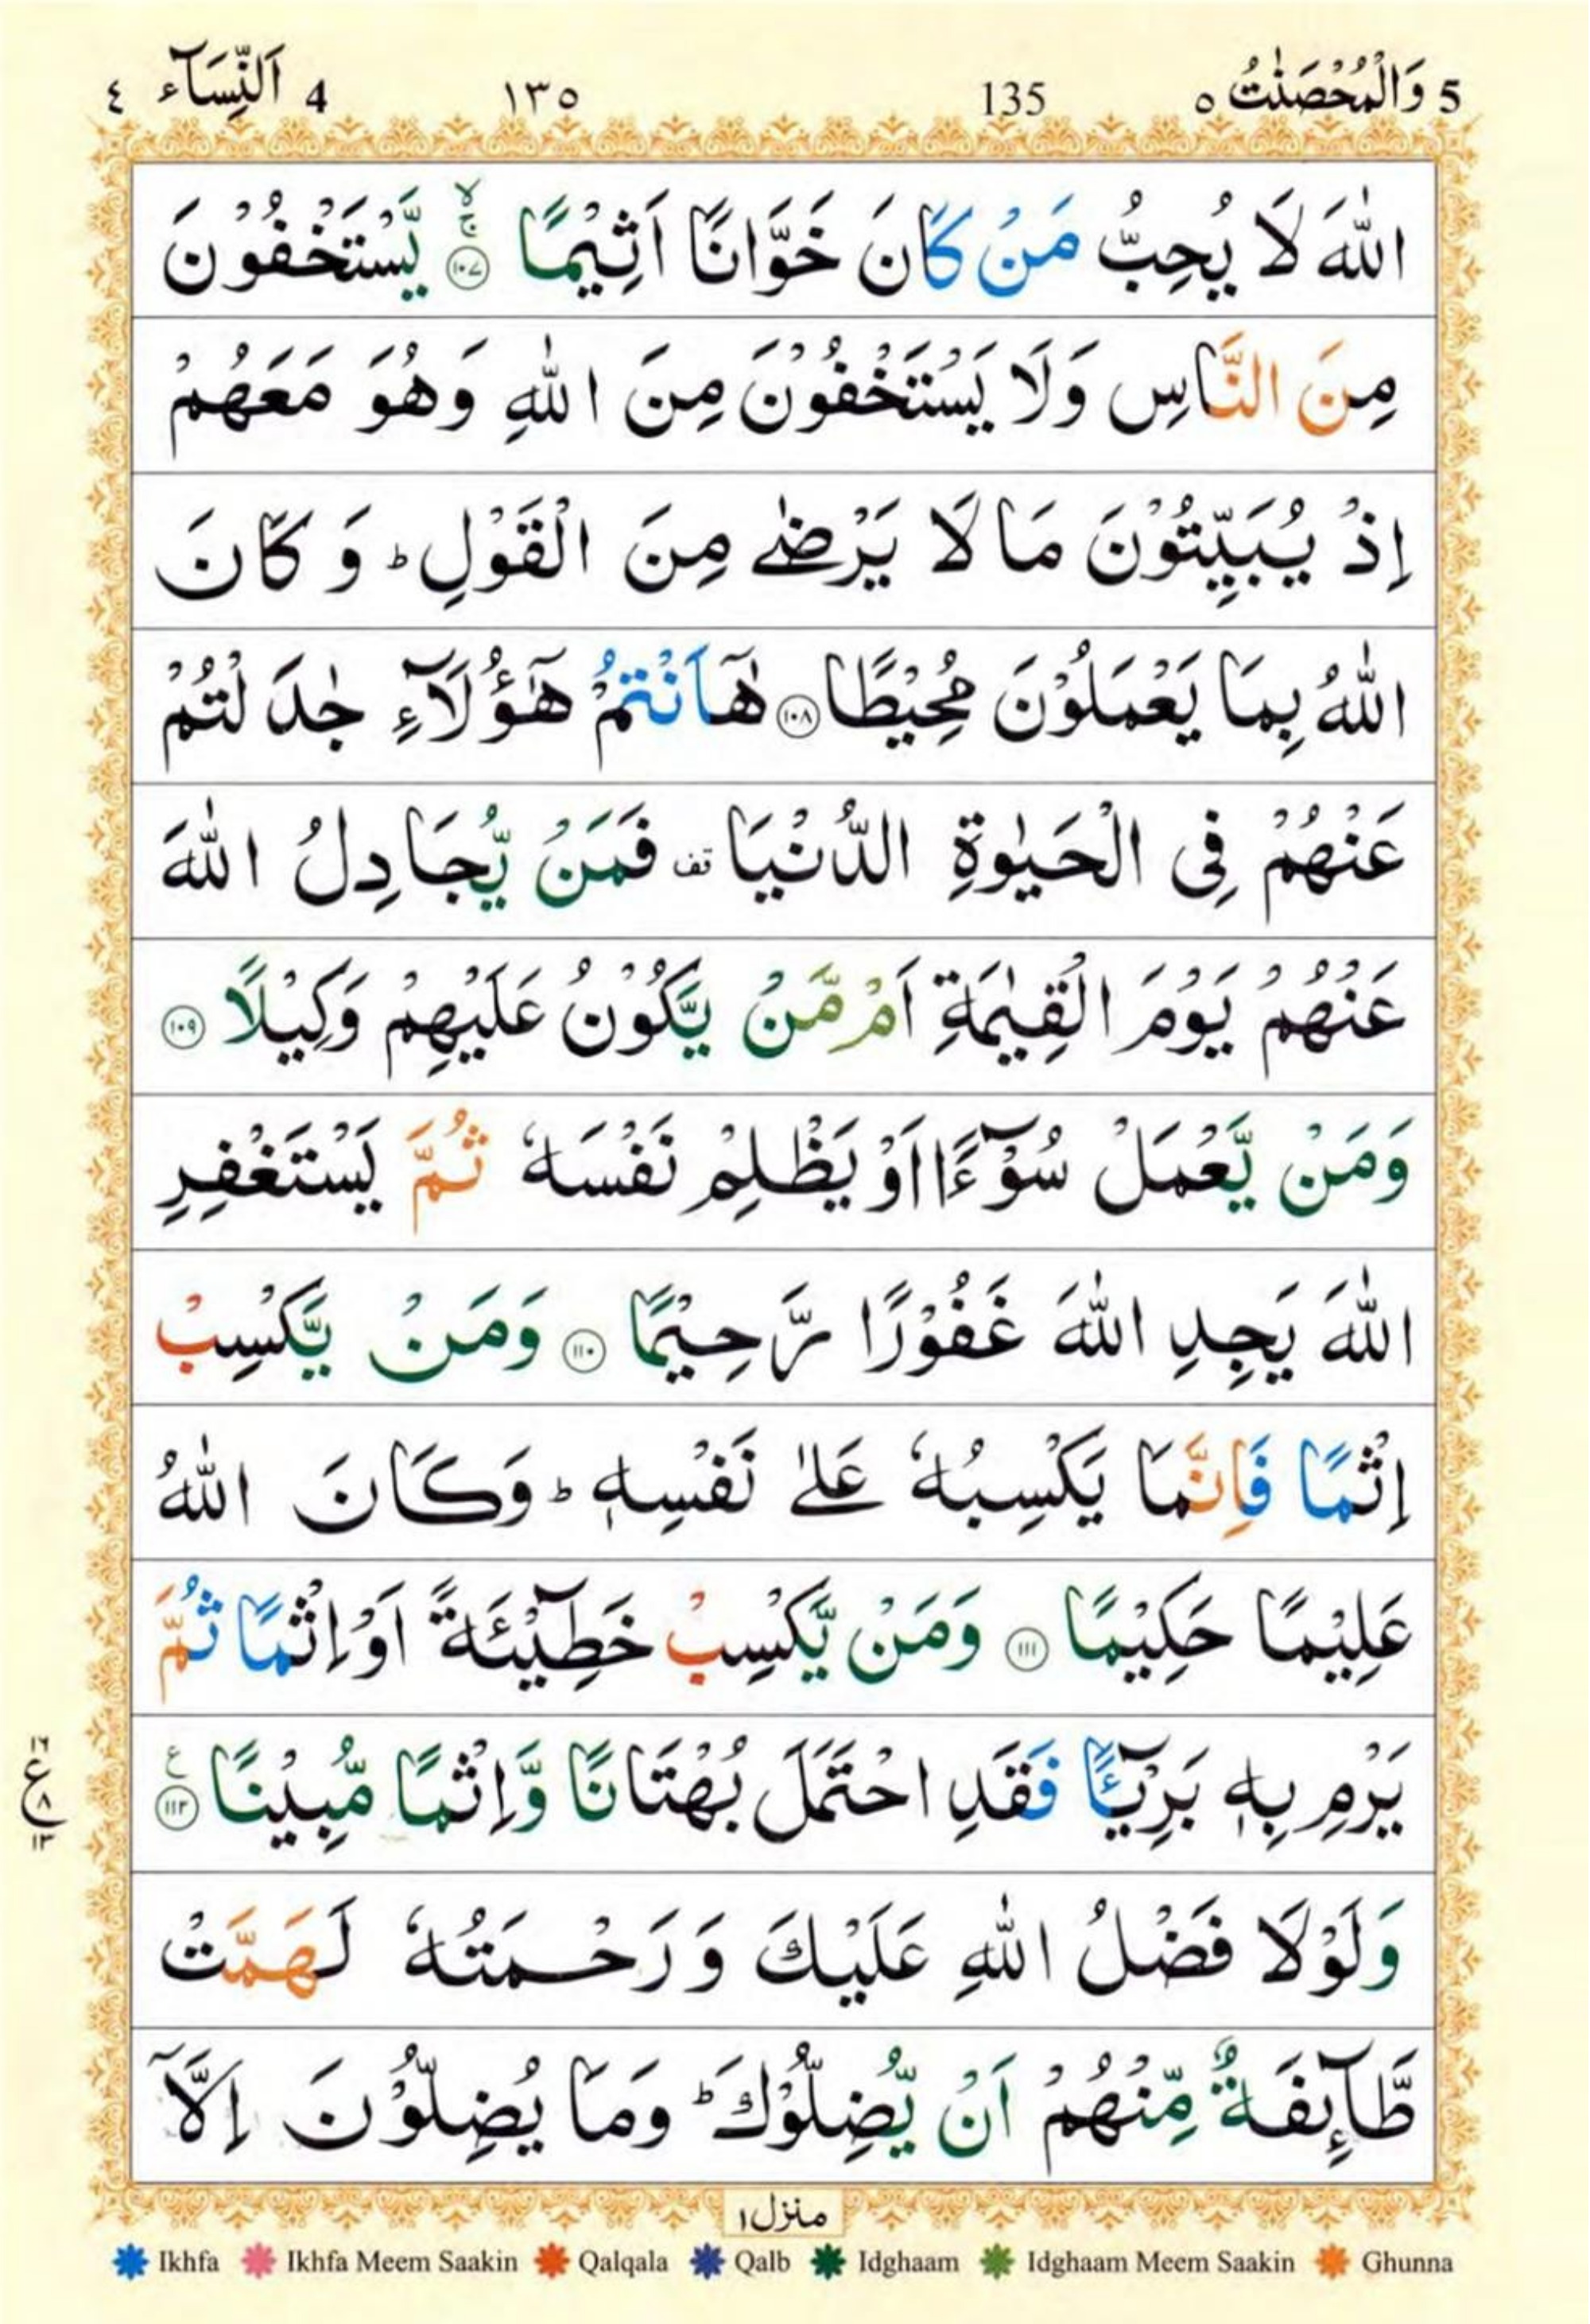 5 وَالْمُحْصَنٰتُ ٥ 135 ١٣٥ 4 اَلنِّسَآء ٤
اللّٰهَ لَا يُحِبُّ مَنْ كَانَ خَوَّانًا اَثِيْمًا ۙۚ ١٠٧ يَّسْتَخْفُوْنَ
مِنَ النَّاسِ وَلَا يَسْتَخْفُوْنَ مِنَ اللّٰهِ وَهُوَ مَعَهُمْ
اِذْ يُبَيِّتُوْنَ مَا لَا يَرْضٰى مِنَ الْقَوْلِ ؕ وَ كَانَ
اللّٰهُ بِمَا يَعْمَلُوْنَ مُحِيْطًا ١٠٨ هٰۤاَنْتُمْ هٰۤؤُلَآءِ جٰدَلْتُمْ
عَنْهُمْ فِى الْحَيٰوةِ الدُّنْيَا قف فَمَنْ يُّجَادِلُ اللّٰهَ
عَنْهُمْ يَوْمَ الْقِيٰمَةِ اَمْ مَّنْ يَّكُوْنُ عَلَيْهِمْ وَكِيْلًا ١٠٩
وَمَنْ يَّعْمَلْ سُوْٓءًا اَوْ يَظْلِمْ نَفْسَهٗ ثُمَّ يَسْتَغْفِرِ
اللّٰهَ يَجِدِ اللّٰهَ غَفُوْرًا رَّحِيْمًا ١١٠ وَمَنْ يَّكْسِبْ
اِثْمًا فَاِنَّمَا يَكْسِبُهٗ عَلٰى نَفْسِهٖ ؕ وَكَانَ اللّٰهُ
عَلِيْمًا حَكِيْمًا ١١١ وَمَنْ يَّكْسِبْ خَطِيْٓئَةً اَوْ اِثْمًا ثُمَّ
يَرْمِ بِهٖ بَرِيْٓئًا فَقَدِ احْتَمَلَ بُهْتَانًا وَّاِثْمًا مُّبِيْنًا ع ١١٢
١٦ ع ٨ ١٣
وَلَوْلَا فَضْلُ اللّٰهِ عَلَيْكَ وَرَحْمَتُهٗ لَهَمَّتْ
طَّآئِفَةٌ مِّنْهُمْ اَنْ يُّضِلُّوْكَ ؕ وَمَا يُضِلُّوْنَ اِلَّاۤ
منزل ١
Ikhfa Ikhfa Meem Saakin Qalqala Qalb Idghaam Idghaam Meem Saakin Ghunna